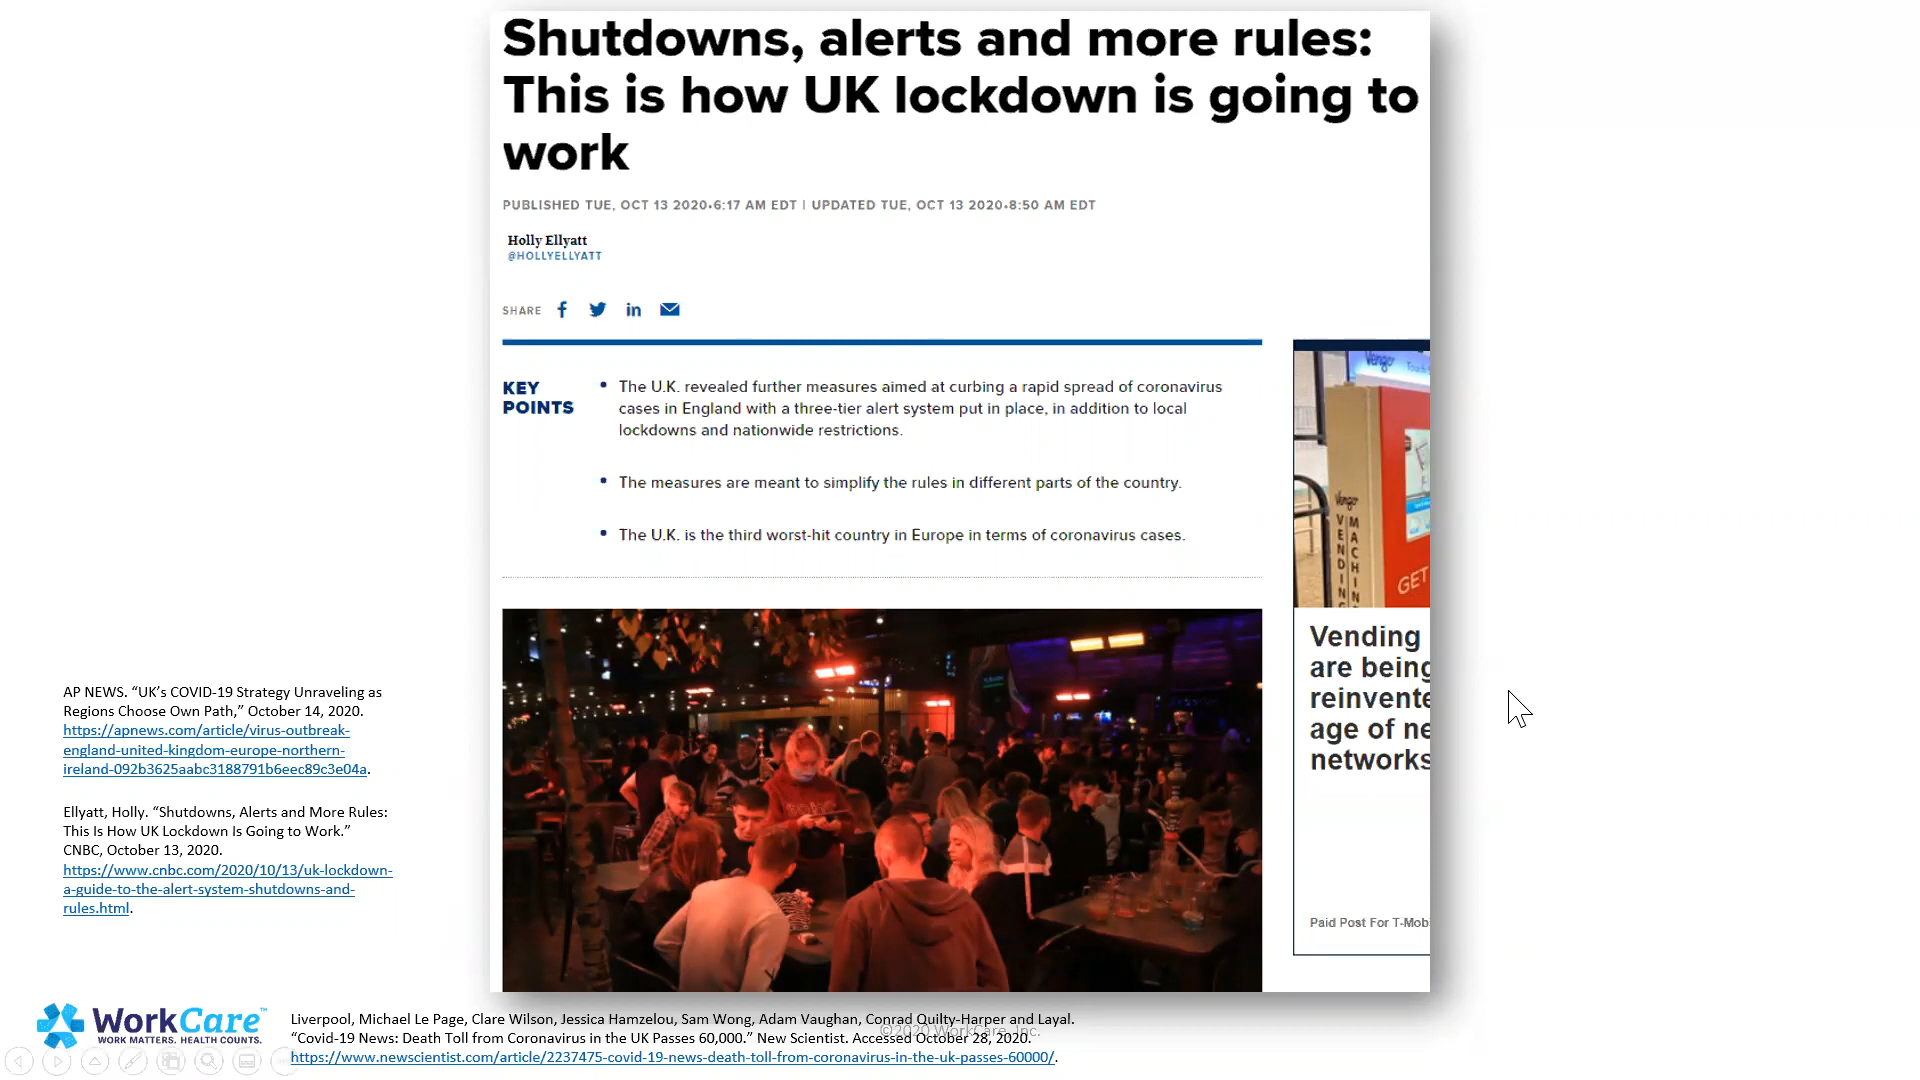 Shutdowns, alerts and more rules:
This is how UK lockdown is going to
work
PUBLISHED TUE, OCT 13 2020•6:17 AM EDT | UPDATED TUE, OCT 13 2020•8:50 AM EDT
Holly Ellyatt
@HOLLYELLYATT
SHARE
KEY
POINTS
• The U.K. revealed further measures aimed at curbing a rapid spread of coronavirus
cases in England with a three-tier alert system put in place, in addition to local
lockdowns and nationwide restrictions.
• The measures are meant to simplify the rules in different parts of the country.
• The U.K. is the third worst-hit country in Europe in terms of coronavirus cases.
Vengo
Vengo
VENDING
MACHIN
GET
Vending
are being
reinvente
age of ne
networks
Paid Post For T-Mob
AP NEWS. “UK’s COVID-19 Strategy Unraveling as
Regions Choose Own Path,” October 14, 2020.
https://apnews.com/article/virus-outbreak-
england-united-kingdom-europe-northern-
ireland-092b3625aabc3188791b6eec89c3e04a.
Ellyatt, Holly. “Shutdowns, Alerts and More Rules:
This Is How UK Lockdown Is Going to Work.”
CNBC, October 13, 2020.
https://www.cnbc.com/2020/10/13/uk-lockdown-
a-guide-to-the-alert-system-shutdowns-and-
rules.html.
WorkCare™
WORK MATTERS. HEALTH COUNTS.
Liverpool, Michael Le Page, Clare Wilson, Jessica Hamzelou, Sam Wong, Adam Vaughan, Conrad Quilty-Harper and Layal.
“Covid-19 News: Death Toll from Coronavirus in the UK Passes 60,000.” New Scientist. Accessed October 28, 2020.
https://www.newscientist.com/article/2237475-covid-19-news-death-toll-from-coronavirus-in-the-uk-passes-60000/.
©2020 WorkCare, Inc.